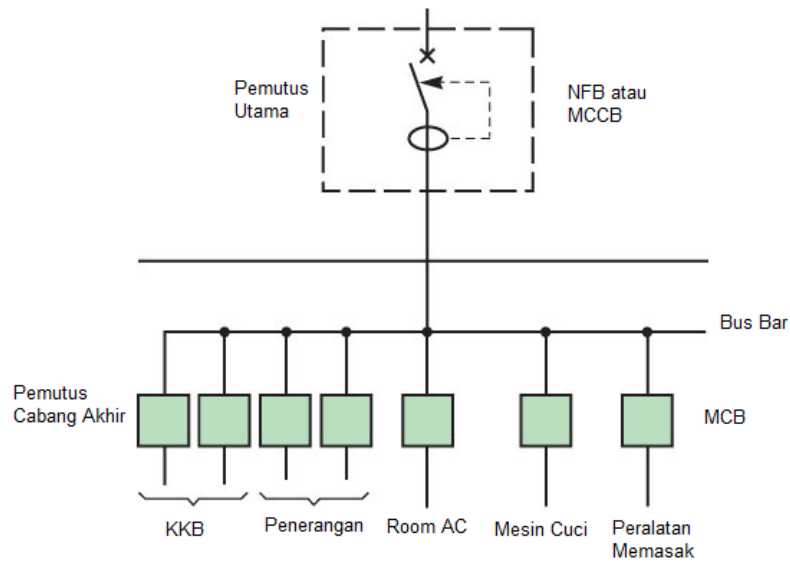 Pemutus
Utama
NFB atau
MCCB
Bus Bar
Pemutus
Cabang Akhir
MCB
KKB
Penerangan
Room AC
Mesin Cuci
Peralatan
Memasak